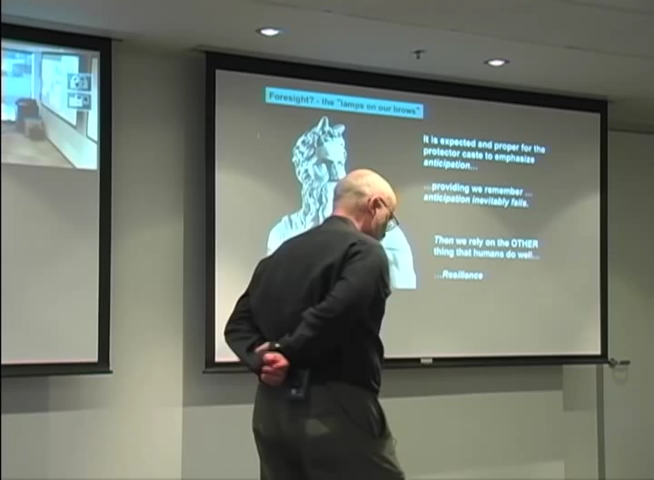 Foresight? - the "lamps on our brows"
It is expected and proper for the
protector caste to emphasize
anticipation...
...providing we remember ...
anticipation inevitably fails.
Then we rely on the OTHER
thing that humans do well...
...Resilience